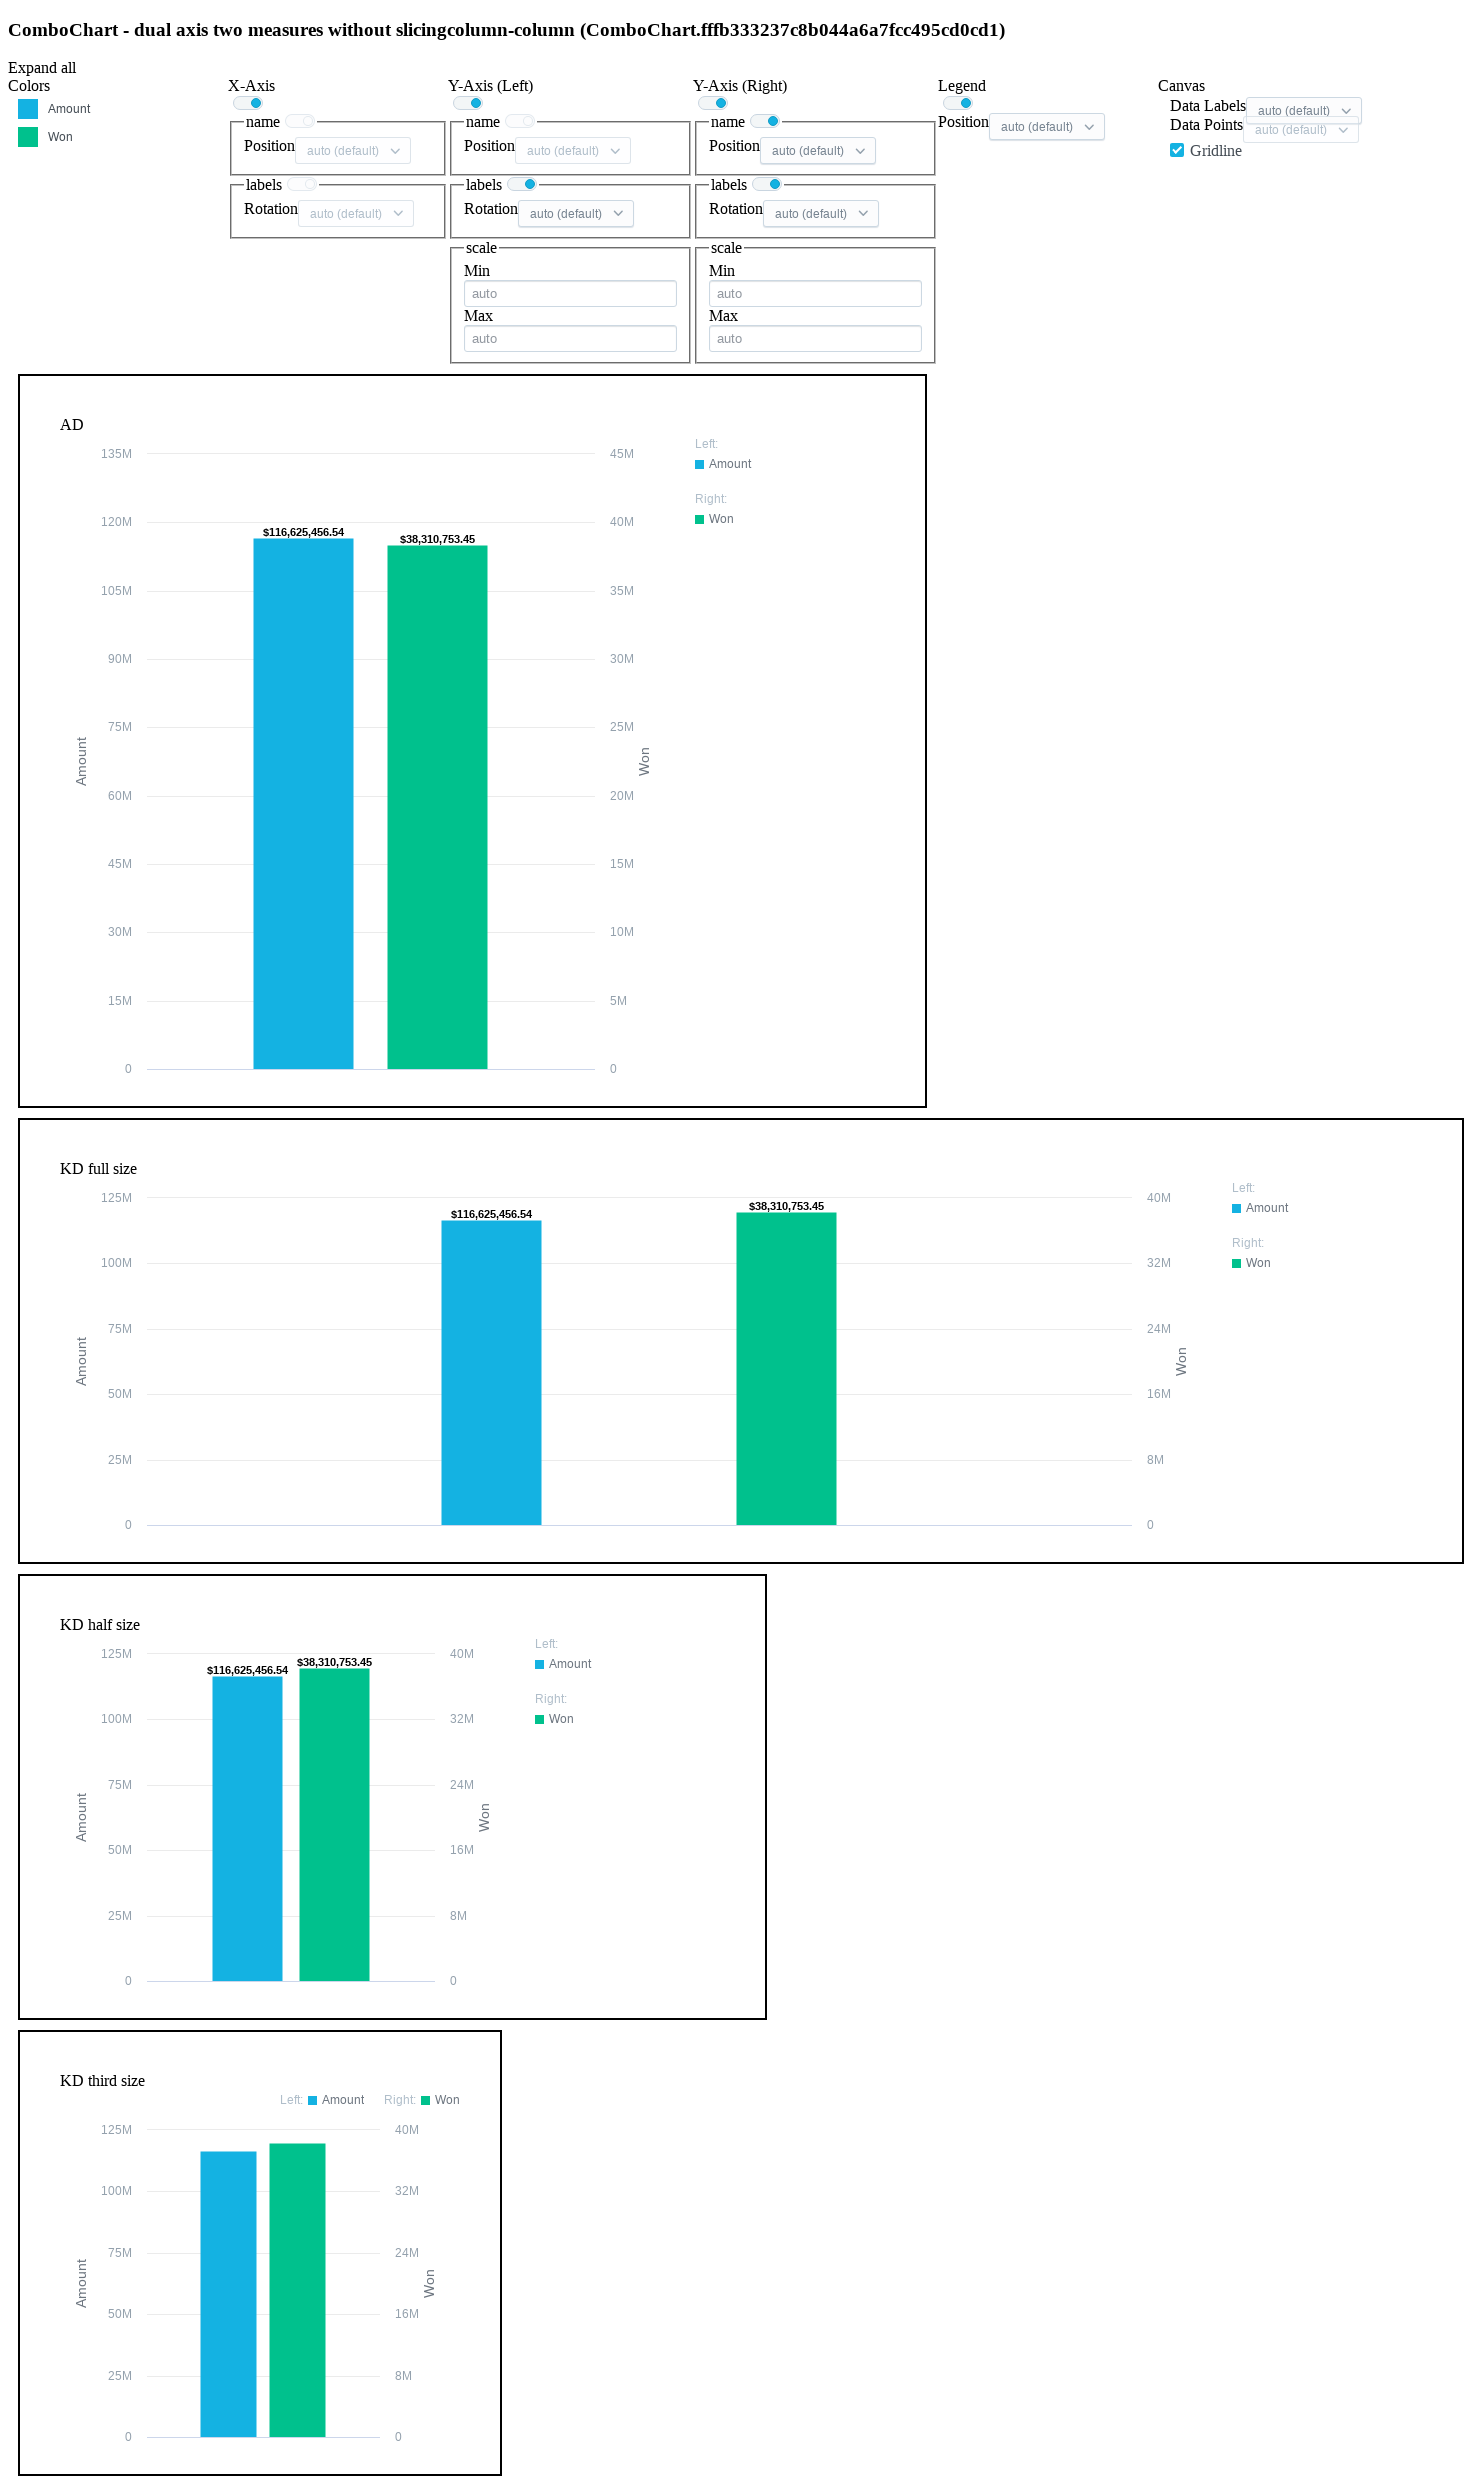 ComboChart - dual axis two measures without slicingcolumn-column (ComboChart.fffb333237c8b044a6a7fcc495cd0cd1)
Expand all
Colors
Amount
Won
X-Axis
name
Position auto (default)
labels
Rotation auto (default)
Y-Axis (Left)
name
Position auto (default)
labels
Rotation auto (default)
scale
Min
auto
Max
auto
Y-Axis (Right)
name
Position auto (default)
labels
Rotation auto (default)
scale
Min
auto
Max
auto
Legend
Position auto (default)
Canvas
Data Labels auto (default)
Data Points auto (default)
Gridline
AD
135M
120M
105M
90M
75M
60M
45M
30M
15M
0
Amount
$116,625,456.54
$38,310,753.45
45M
40M
35M
30M
25M
20M
15M
10M
5M
0
Won
Left:
Amount
Right:
Won
KD full size
125M
100M
75M
50M
25M
0
Amount
$116,625,456.54
$38,310,753.45
40M
32M
24M
16M
8M
0
Won
Left:
Amount
Right:
Won
KD half size
125M
100M
75M
50M
25M
0
Amount
$116,625,456.54
$38,310,753.45
40M
32M
24M
16M
8M
0
Won
Left:
Amount
Right:
Won
KD third size
Left: Amount Right: Won
125M
100M
75M
50M
25M
0
Amount
40M
32M
24M
16M
8M
0
Won